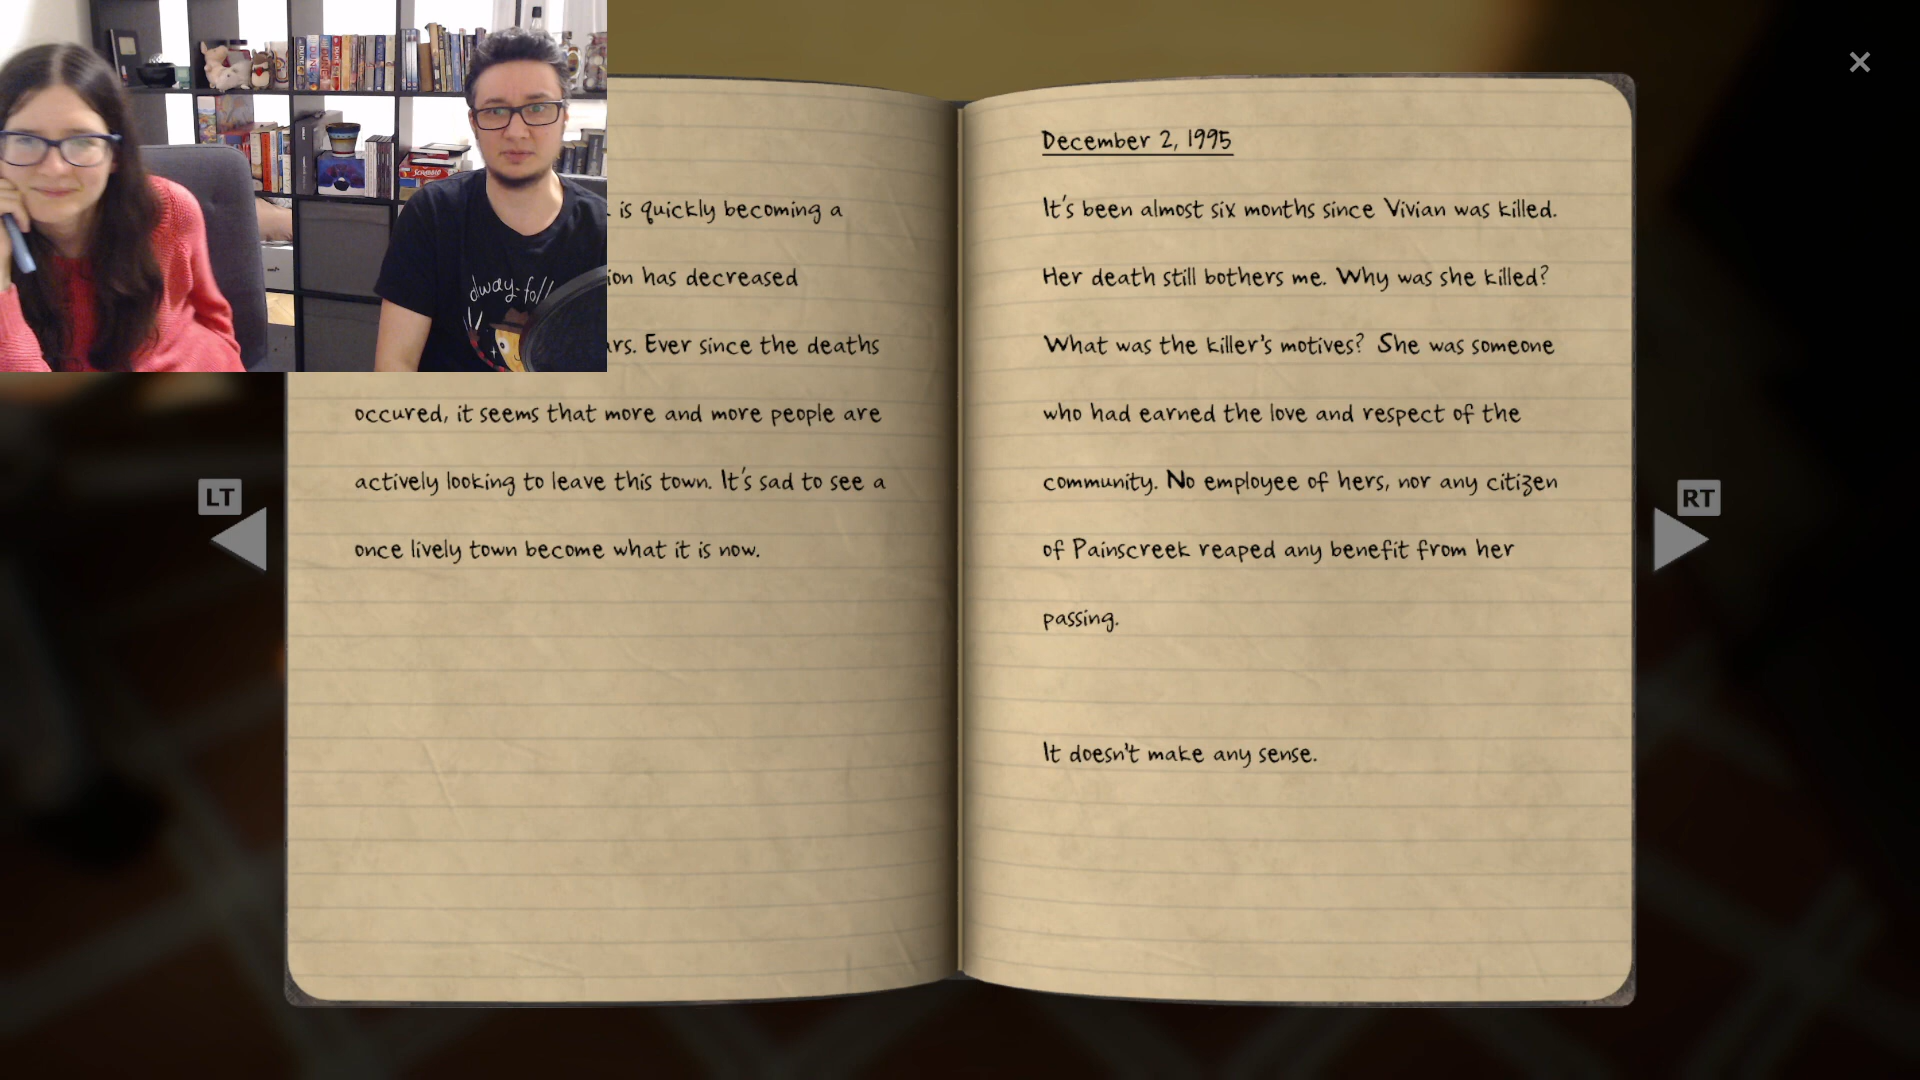 is quickly becoming a
has decreased
Ever since the deaths
occured, it seems that more and more people are
actively looking to leave this town. It's sad to see a
once lively town become what it is now.
December 2, 1995
It's been almost six months since Vivian was killed.
Her death still bothers me. Why was she killed?
What was the killer's motives? She was someone
who had earned the love and respect of the
community. No employee of hers, nor any citizen
of Painscreek reaped any benefit from her
passing.
It doesn't make any sense.
LT
RT
SCRABBLE
DUNE